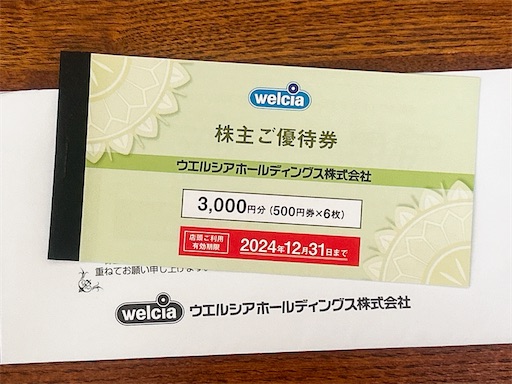 welcia
株主ご優待券
ウエルシアホールディングス株式会社
3,000円分（500円券×6枚）
店頭ご利用
有効期限
2024年12月31日まで
重ねてお願い申し上げます。
welcia ウエルシアホールディングス株式会社